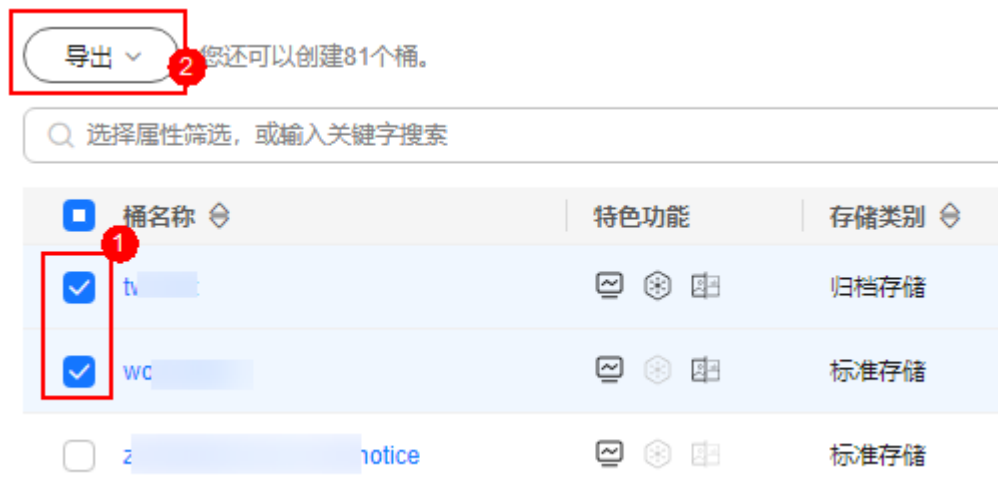 导出
2
您还可以创建81个桶。
选择属性筛选，或输入关键字搜索
桶名称 特色功能 存储类别
1
归档存储
标准存储
notice 标准存储